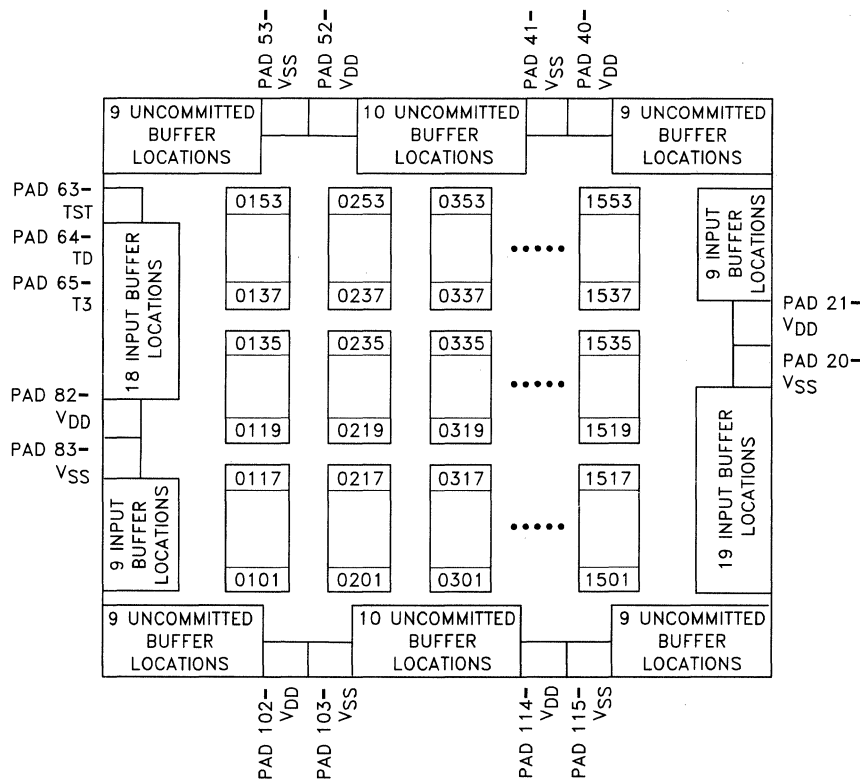 PAD 53-
VSS
PAD 52-
VDD
PAD 41-
VSS
PAD 40-
VDD
9 UNCOMMITTED
BUFFER
LOCATIONS
10 UNCOMMITTED
BUFFER
LOCATIONS
9 UNCOMMITTED
BUFFER
LOCATIONS
PAD 63-
TST
PAD 64-
TD
PAD 65-
T3
18 INPUT BUFFER
LOCATIONS
PAD 82-
VDD
PAD 83-
VSS
9 INPUT
BUFFER
LOCATIONS
0153 0253 0353 1553
0137 0237 0337 1537
0135 0235 0335 1535
0119 0219 0319 1519
0117 0217 0317 1517
0101 0201 0301 1501
9 INPUT
BUFFER
LOCATIONS
PAD 21-
VDD
PAD 20-
VSS
19 INPUT BUFFER
LOCATIONS
9 UNCOMMITTED
BUFFER
LOCATIONS
10 UNCOMMITTED
BUFFER
LOCATIONS
9 UNCOMMITTED
BUFFER
LOCATIONS
PAD 102-
VDD
PAD 103-
VSS
PAD 114-
VDD
PAD 115-
VSS